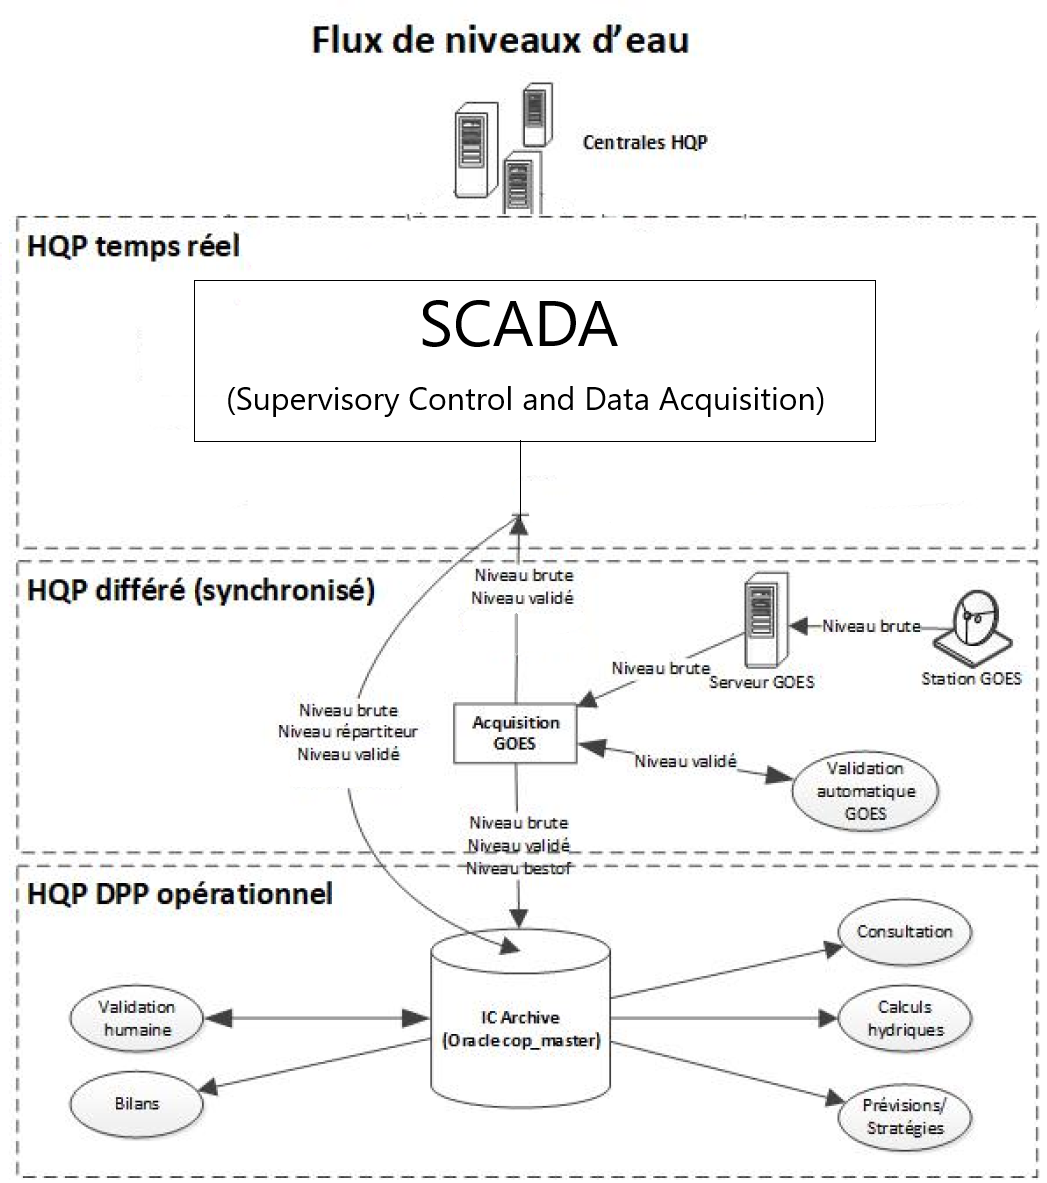 Flux de niveaux d’eau
Centrales HQP
HQP temps réel
SCADA
(Supervisory Control and Data Acquisition)
HQP différé (synchronisé)
Niveau brute
Niveau validé
Niveau brute
Station GOES
Serveur GOES
Niveau brute
Niveau brute
Niveau répartiteur
Niveau validé
Acquisition
GOES
Niveau validé
Validation
automatique
GOES
Niveau brute
Niveau validé
Niveau bestof
HQP DPP opérationnel
Consultation
Validation
humaine
IC Archive
(Oracle cop_master)
Calculs
hydriques
Bilans
Prévisions/
Stratégies